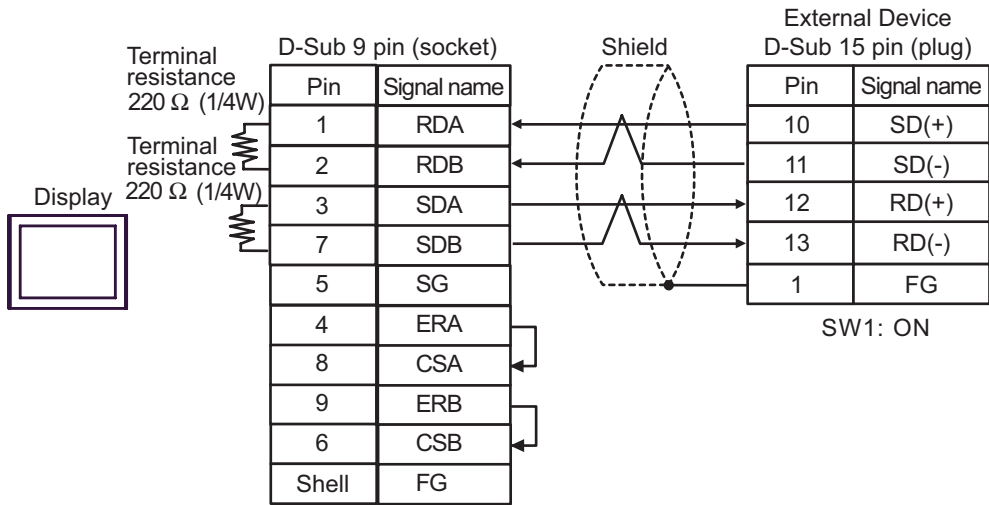 External Device
D-Sub 9 pin (socket) Shield D-Sub 15 pin (plug)
Terminal
resistance
220 Ω (1/4W)
Terminal
resistance
220 Ω (1/4W)
Display
Pin Signal name
1 RDA
2 RDB
3 SDA
7 SDB
5 SG
4 ERA
8 CSA
9 ERB
6 CSB
Shell FG
Pin Signal name
10 SD(+)
11 SD(-)
12 RD(+)
13 RD(-)
1 FG
SW1: ON